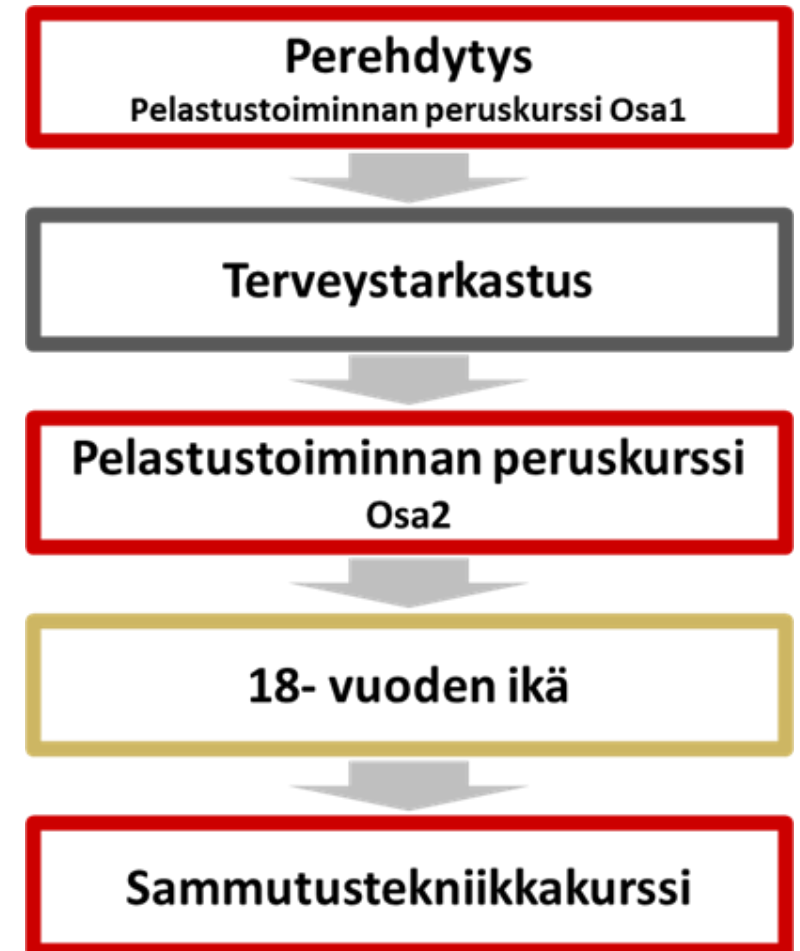 Perehdytys
Pelastustoiminnan peruskurssi Osa1
Terveystarkastus
Pelastustoiminnan peruskurssi
Osa2
18- vuoden ikä
Sammutustekniikkakurssi